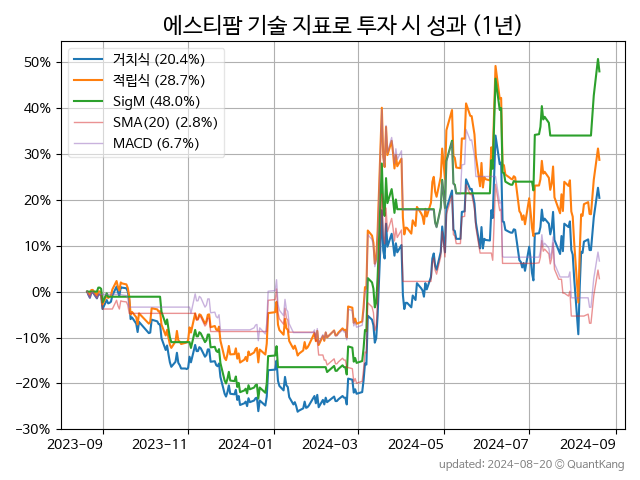 에스티팜 기술 지표로 투자 시 성과 (1년)
거치식 (20.4%)
적립식 (28.7%)
SigM (48.0%)
SMA(20) (2.8%)
MACD (6.7%)
50%
40%
30%
20%
10%
0%
−10%
−20%
−30%
2023-09 2023-11 2024-01 2024-03 2024-05 2024-07 2024-09
updated: 2024-08-20 © QuantKang